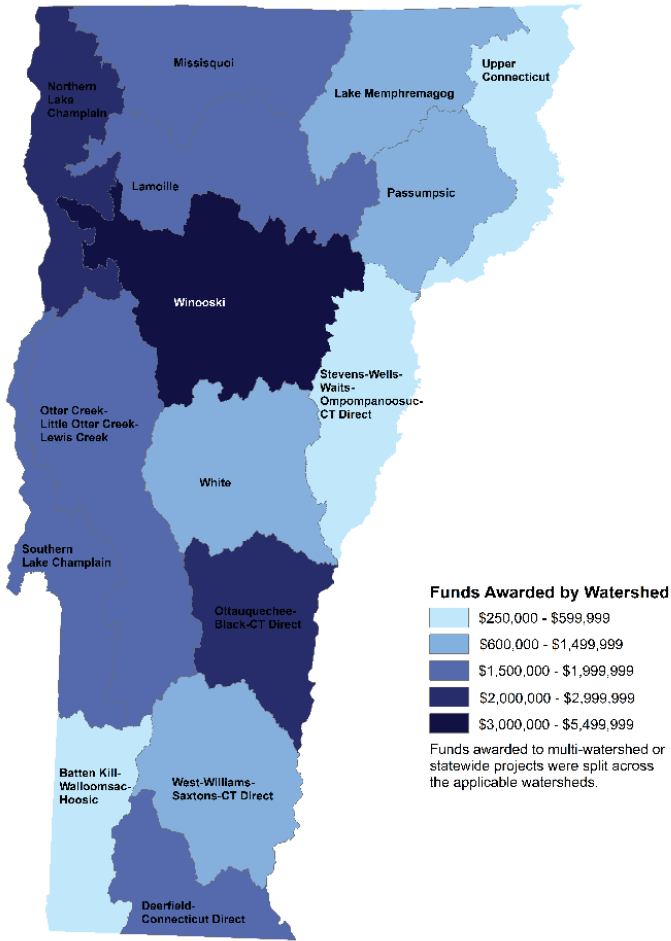 Missisquoi
Upper
Connecticut
Northern
Lake
Champlain
Lake Memphremagog
Lamoille
Passumpsic
Winooski
Stevens-Wells-
Waits-
Ompompanoosuc-
CT Direct
Otter Creek-
Little Otter Creek-
Lewis Creek
White
Southern
Lake Champlain
Ottauquechee-
Black-CT Direct
Batten Kill-
Walloomsac-
Hoosic
West-Williams-
Saxtons-CT Direct
Deerfield-
Connecticut Direct
Funds Awarded by Watershed
$250,000 - $599,999
$600,000 - $1,499,999
$1,500,000 - $1,999,999
$2,000,000 - $2,999.999
$3,000,000 - $5,499,999
Funds awarded to multi-watershed or
statewide projects were split across
the applicable watersheds.